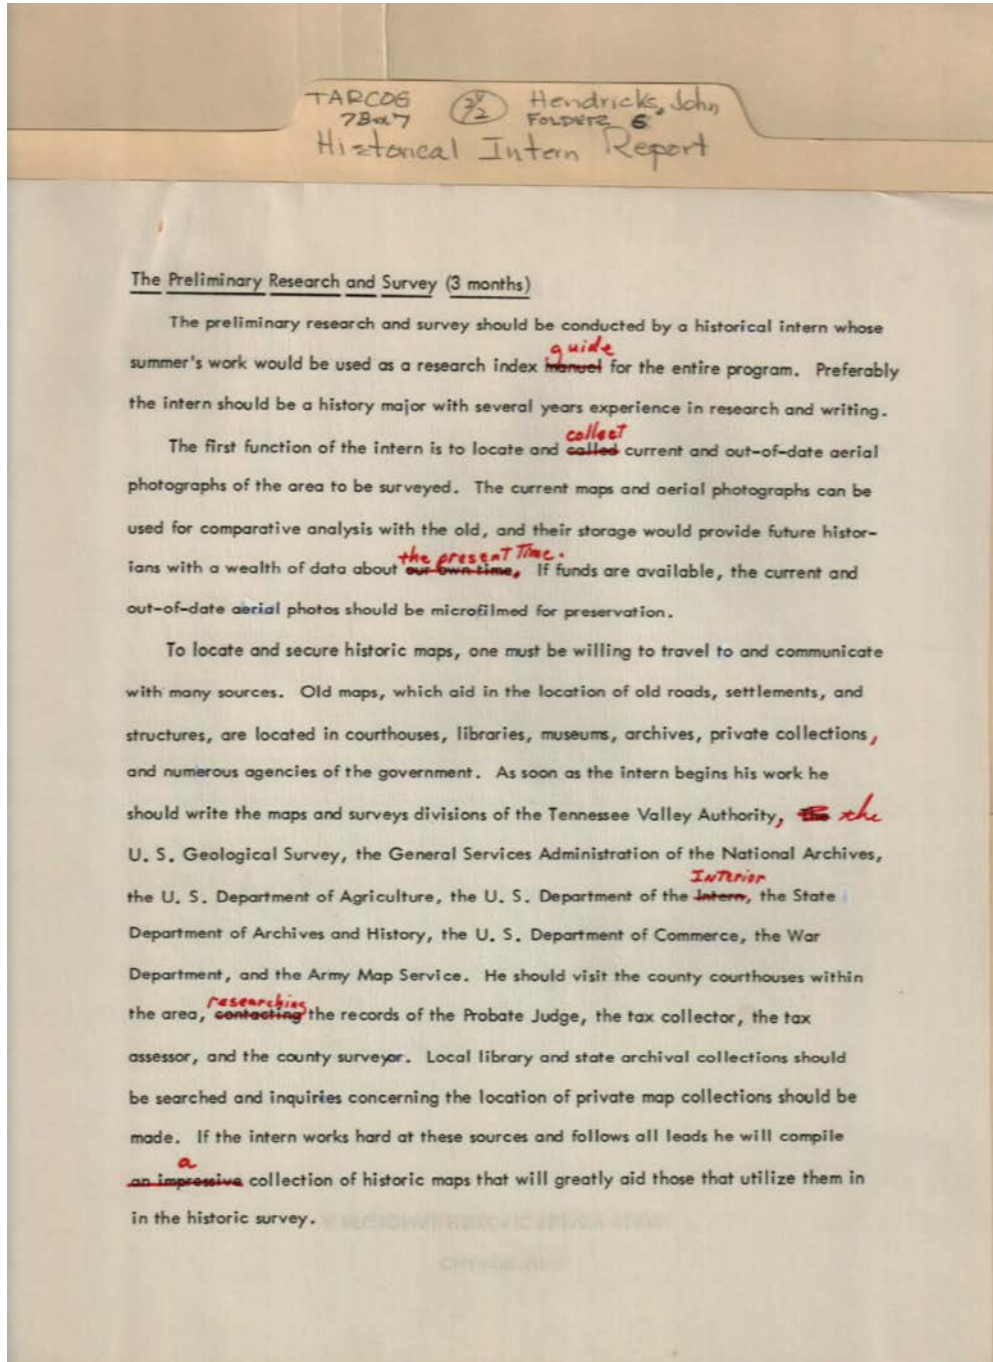 TARCOG 24/2 Hendricks, John
78-07 FOLDER 6
Historical Intern Report
The Preliminary Research and Survey (3 months)
The preliminary research and survey should be conducted by a historical intern whose
guide
summer's work would be used as a research index manuel for the entire program. Preferably
the intern should be a history major with several years experience in research and writing.
collect
The first function of the intern is to locate and called current and out-of-date aerial
photographs of the area to be surveyed. The current maps and aerial photographs can be
used for comparative analysis with the old, and their storage would provide future histor-
the present Time.
ians with a wealth of data about our own time, If funds are available, the current and
out-of-date aerial photos should be microfilmed for preservation.
To locate and secure historic maps, one must be willing to travel to and communicate
with many sources. Old maps, which aid in the location of old roads, settlements, and
structures, are located in courthouses, libraries, museums, archives, private collections,
and numerous agencies of the government. As soon as the intern begins his work he
should write the maps and surveys divisions of the Tennessee Valley Authority, The the
U. S. Geological Survey, the General Services Administration of the National Archives,
Interior
the U. S. Department of Agriculture, the U. S. Department of the Intern, the State
Department of Archives and History, the U. S. Department of Commerce, the War
Department, and the Army Map Service. He should visit the county courthouses within
researching
the area, contacting the records of the Probate Judge, the tax collector, the tax
assessor, and the county surveyor. Local library and state archival collections should
be searched and inquiries concerning the location of private map collections should be
made. If the intern works hard at these sources and follows all leads he will compile
a
an impressive collection of historic maps that will greatly aid those that utilize them in
in the historic survey.